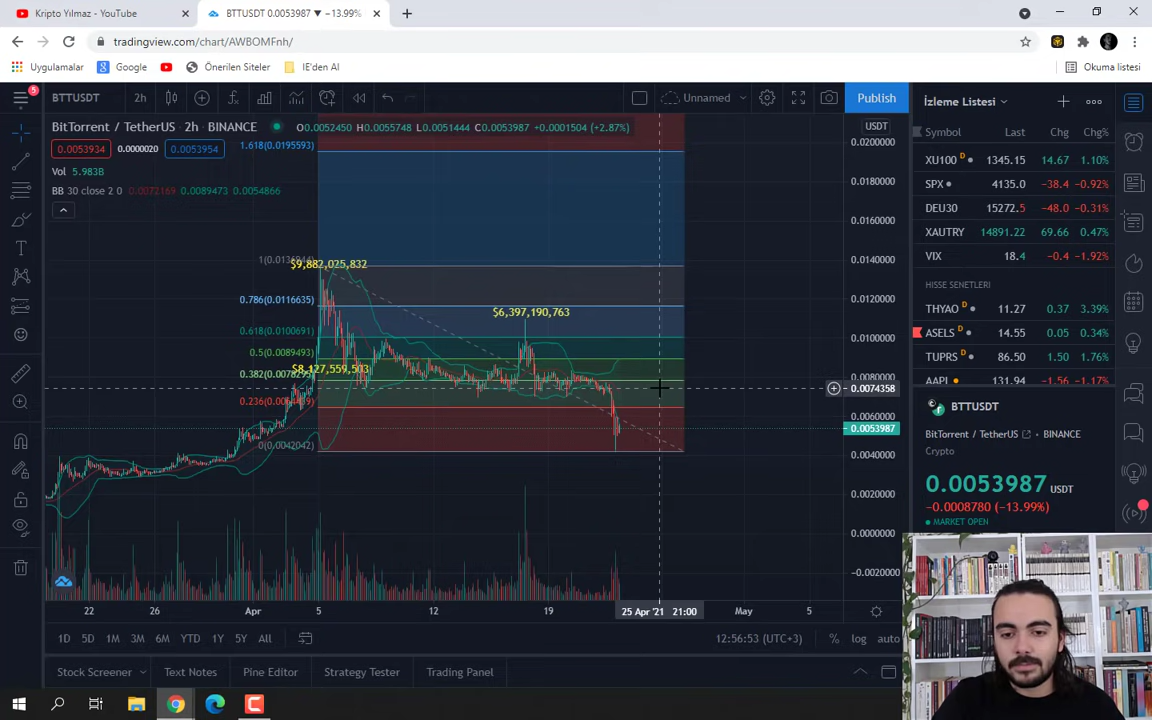 Kripto Yılmaz - YouTube
BTTUSDT 0.0053987 ▼ −13.99%
tradingview.com/chart/AWBOMFnh/
Uygulamalar
Google
Önerilen Siteler
IE'den Al
Okuma listesi
5
BTTUSDT
2h
Unnamed
Publish
BitTorrent / TetherUS · 2h · BINANCE
O0.0052450 H0.0055748 L0.0051444 C0.0053987 +0.0001504 (+2.87%)
0.0053934
0.0000020
0.0053954
Vol 5.983B
BB 30 close 2 0 0.0072169 0.0089473 0.0054866
1.618(0.0195593)
$9,882,025,832
0.786(0.0116635)
$6,397,190,763
0.618(0.0100691)
0.5(0.0089493)
$8,127,559,503
0(0.0042042)
USDT
0.0200000
0.0180000
0.0160000
0.0140000
0.0120000
0.0100000
0.0080000
0.0074358
0.0060000
0.0053987
0.0040000
0.0020000
0.0000000
−0.0020000
22
26
Apr
5
12
19
25 Apr '21 21:00
May
5
1D
5D
1M
3M
6M
YTD
1Y
5Y
All
12:56:53 (UTC+3)
%
log
auto
Stock Screener
Text Notes
Pine Editor
Strategy Tester
Trading Panel
İzleme Listesi
Symbol Last Chg Chg%
XU100 D 1345.15 14.67 1.10%
SPX 4135.0 −38.4 −0.92%
DEU30 15272.5 −48.0 −0.31%
XAUTRY 14891.22 69.66 0.47%
VIX 18.4 −0.4 −1.92%
HISSE SENETLERI
THYAO D 11.27 0.37 3.39%
ASELS D 14.55 0.05 0.34%
TUPRS D 86.50 1.50 1.76%
AAPL 131.94 −1.56 −1.17%
BTTUSDT
BitTorrent / TetherUS
BINANCE
Crypto
0.0053987 USDT
−0.0008780 (−13.99%)
MARKET OPEN